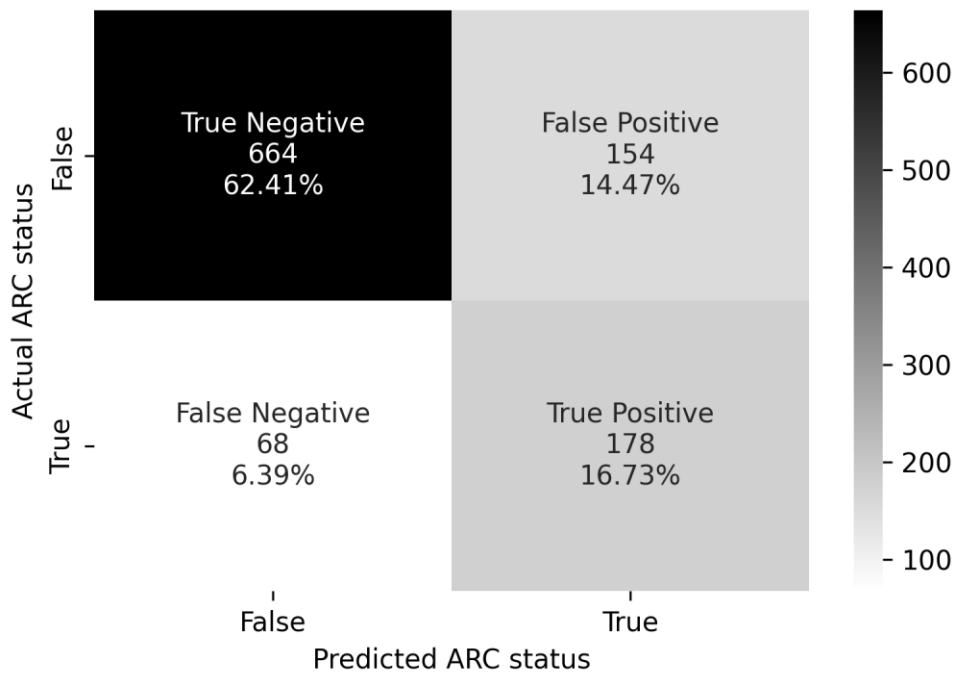 Actual ARC status
False
True
True Negative
664
62.41%
False Positive
154
14.47%
False Negative
68
6.39%
True Positive
178
16.73%
False
True
Predicted ARC status
600
500
400
300
200
100